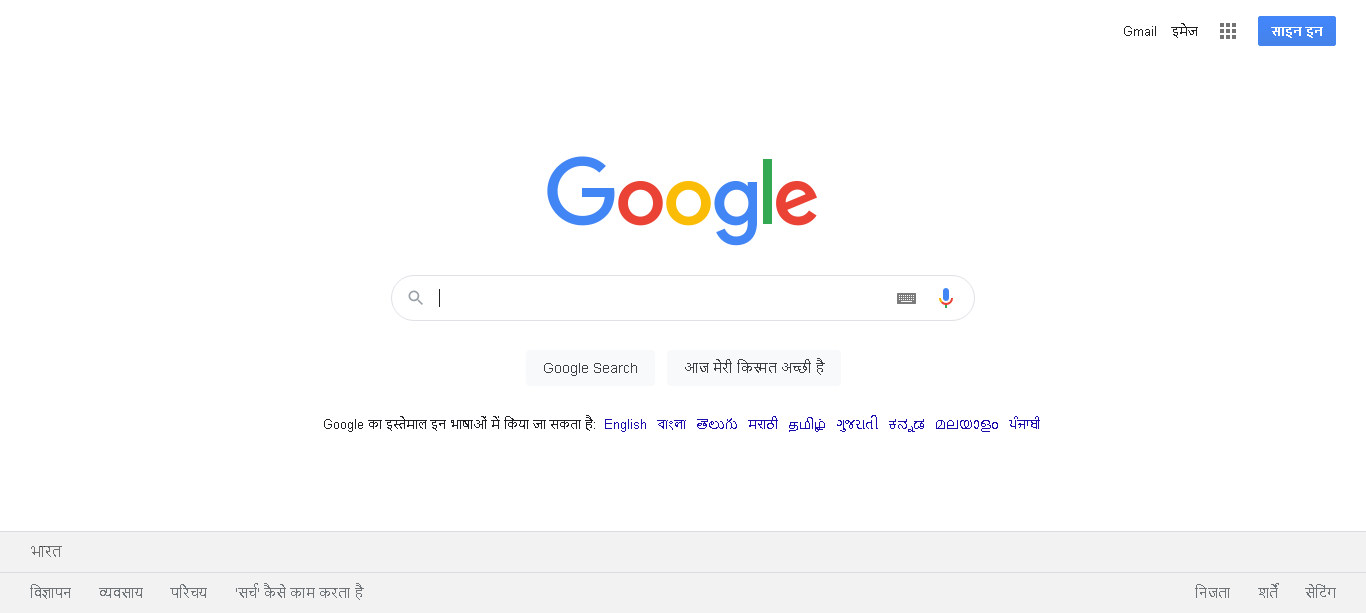 Gmail इमेज साइन इन
Google
Google Search आज मेरी किस्मत अच्छी है
Google का इस्तेमाल इन भाषाओं में किया जा सकता है: English বাংলা తెలుగు मराठी தமிழ் ગુજરાતી ಕನ್ನಡ മലയാളം ਪੰਜਾਬੀ
भारत
विज्ञापन व्यवसाय परिचय 'सर्च' कैसे काम करता है निजता शर्तें सेटिंग